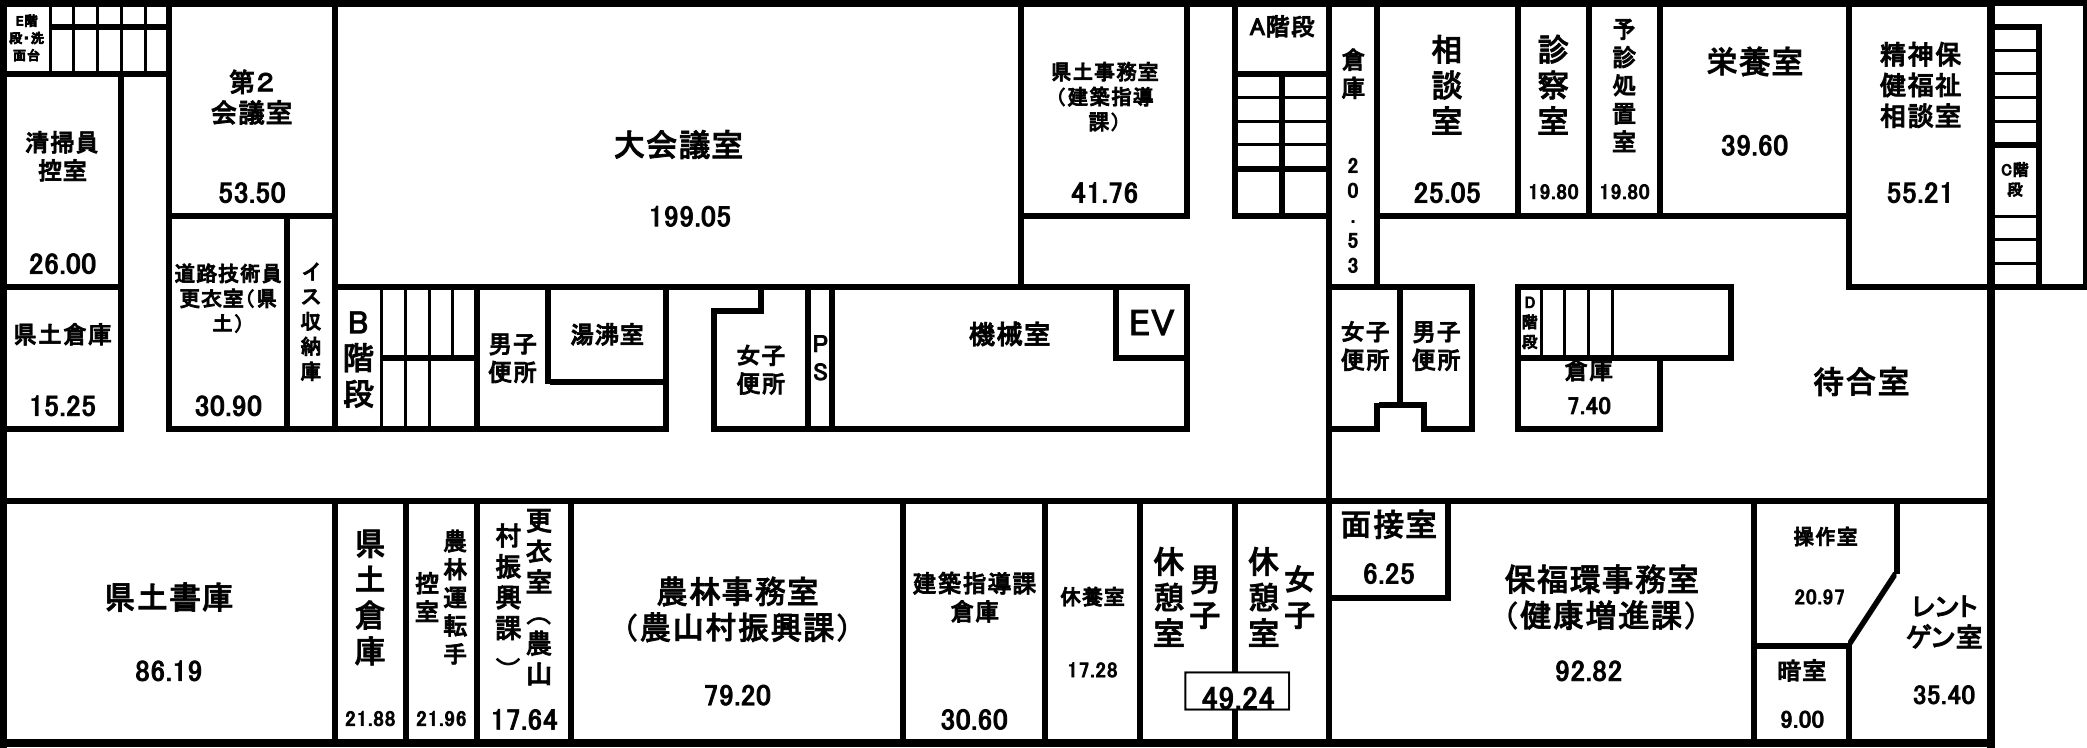 E階
段・洗
面台
第2
会議室
53.50
大会議室
199.05
県土事務室
（建築指導
課）
41.76
A階段
倉庫
20.53
相談室
25.05
診察室
19.80
予診処置室
19.80
栄養室
39.60
精神保
健福祉
相談室
55.21
C階
段
清掃員
控室
26.00
県土倉庫
15.25
道路技術員
更衣室（県
土）
30.90
イス収納庫
B階段
男子
便所
湯沸室
女子
便所
PS
機械室
EV
女子
便所
男子
便所
D階段
倉庫
7.40
待合室
県土書庫
86.19
県土倉庫
21.88
農林運転手
控室
21.96
更衣室（農山
村振興課）
17.64
農林事務室
（農山村振興課）
79.20
建築指導課
倉庫
30.60
休養室
17.28
男子
休憩室
女子
休憩室
49.24
面接室
6.25
保福環事務室
（健康増進課）
92.82
操作室
20.97
暗室
9.00
レント
ゲン室
35.40